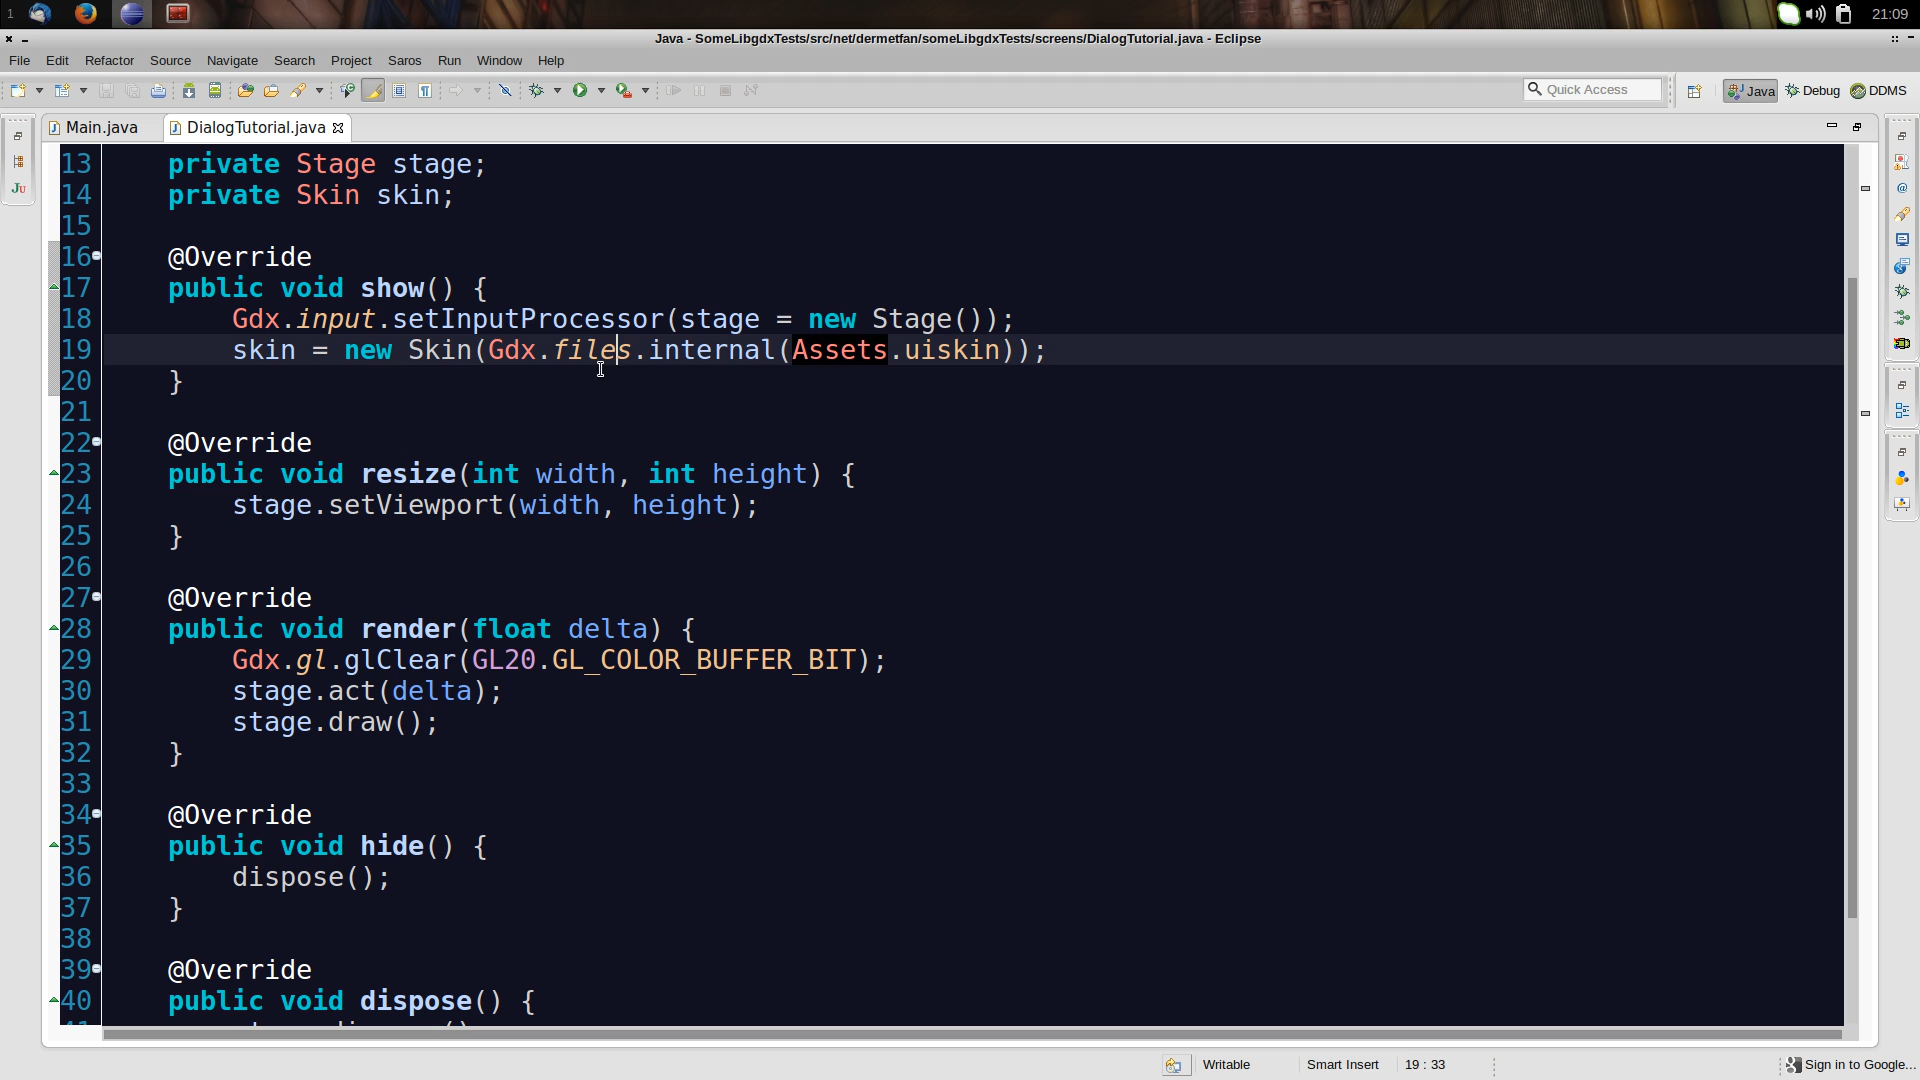 1
21:09
Java - SomeLibgdxTests/src/net/dermetfan/someLibgdxTests/screens/DialogTutorial.java - Eclipse
File Edit Refactor Source Navigate Search Project Saros Run Window Help
Quick Access
Java Debug DDMS
Main.java DialogTutorial.java
13 private Stage stage;
14 private Skin skin;
15
16 @Override
17 public void show() {
18 Gdx.input.setInputProcessor(stage = new Stage());
19 skin = new Skin(Gdx.files.internal(Assets.uiskin));
20 }
21
22 @Override
23 public void resize(int width, int height) {
24 stage.setViewport(width, height);
25 }
26
27 @Override
28 public void render(float delta) {
29 Gdx.gl.glClear(GL20.GL_COLOR_BUFFER_BIT);
30 stage.act(delta);
31 stage.draw();
32 }
33
34 @Override
35 public void hide() {
36 dispose();
37 }
38
39 @Override
40 public void dispose() {
Writable Smart Insert 19 : 33 Sign in to Google...